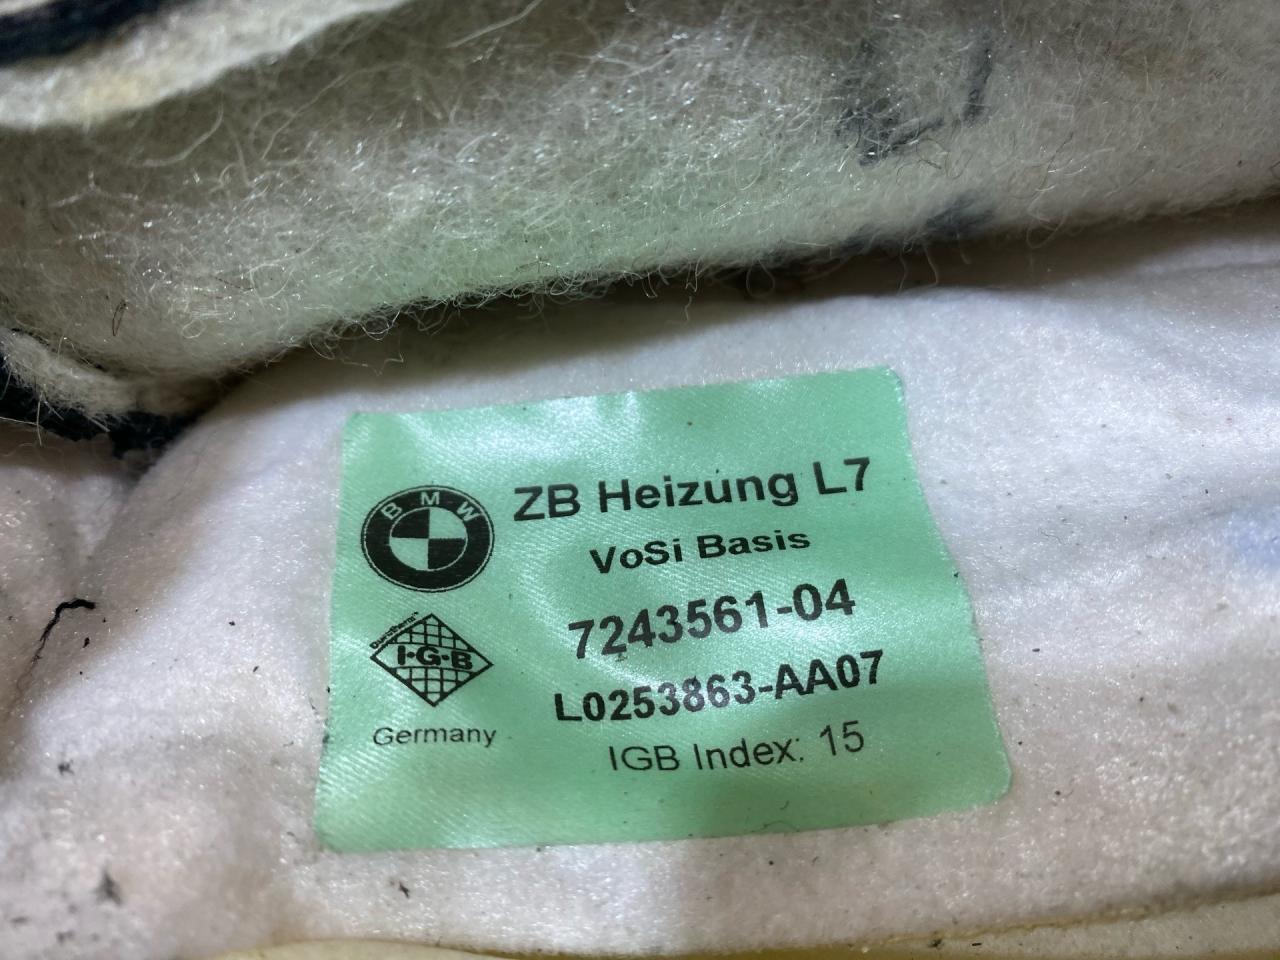 BMW
ZB Heizung L7
VoSi Basis
7243561-04
L0253863-AA07
IGB Index: 15
I·G·B
Germany